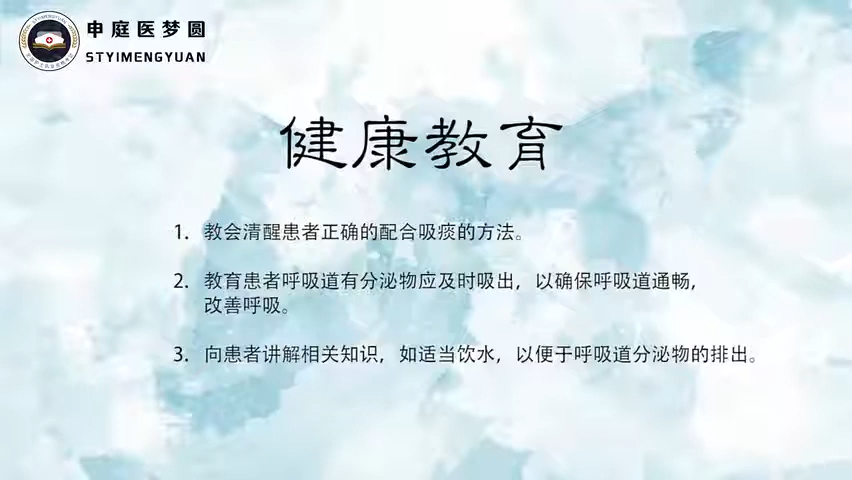 申庭医梦圆
STYIMENGYUAN
健康教育
1. 教会清醒患者正确的配合吸痰的方法。
2. 教育患者呼吸道有分泌物应及时吸出，以确保呼吸道通畅，
改善呼吸。
3. 向患者讲解相关知识，如适当饮水，以便于呼吸道分泌物的排出。